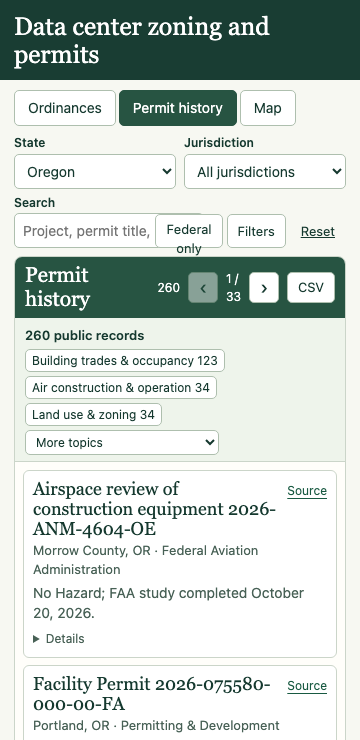 Data center zoning and
permits
Ordinances
Permit history
Map
State
Jurisdiction
Oregon
All jurisdictions
Search
Project, permit title,
Federal
only
Filters
Reset
Permit
history
260
‹
1 /
33
›
CSV
260 public records
Building trades & occupancy 123
Air construction & operation 34
Land use & zoning 34
More topics
Airspace review of
construction equipment 2026-
ANM-4604-OE
Source
Morrow County, OR · Federal Aviation
Administration
No Hazard; FAA study completed October
20, 2026.
Details
Facility Permit 2026-075580-
000-00-FA
Source
Portland, OR · Permitting & Development